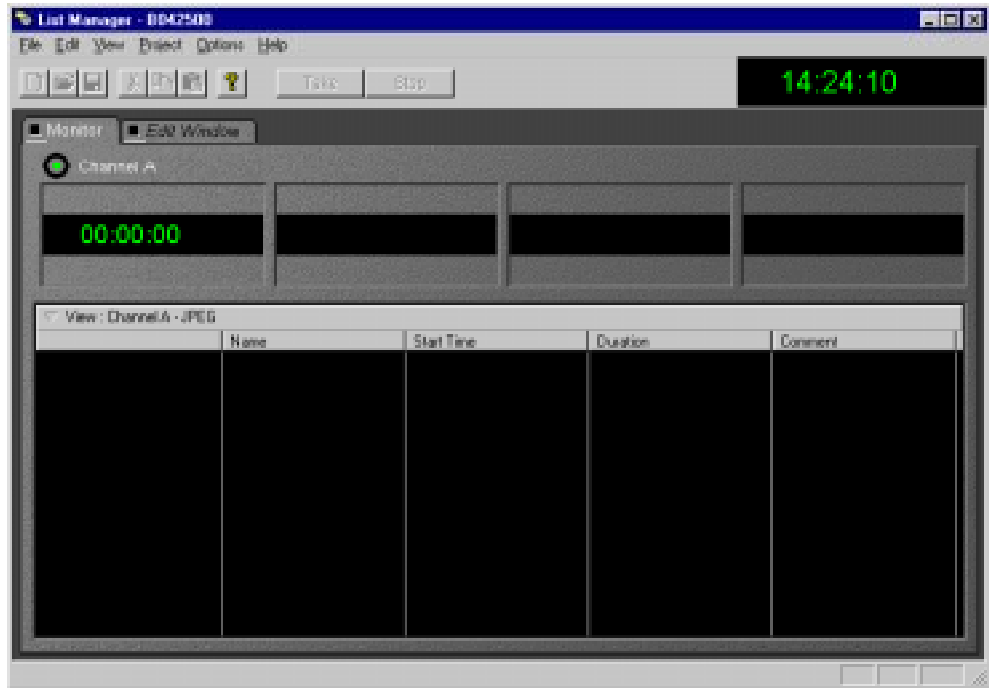 List Manager - B042500
File Edit View Project Options Help
Take Stop
14:24:10
Monitor Edit Window
Channel A
00:00:00
View : Channel A - JPEG
Name Start Time Duration Comment